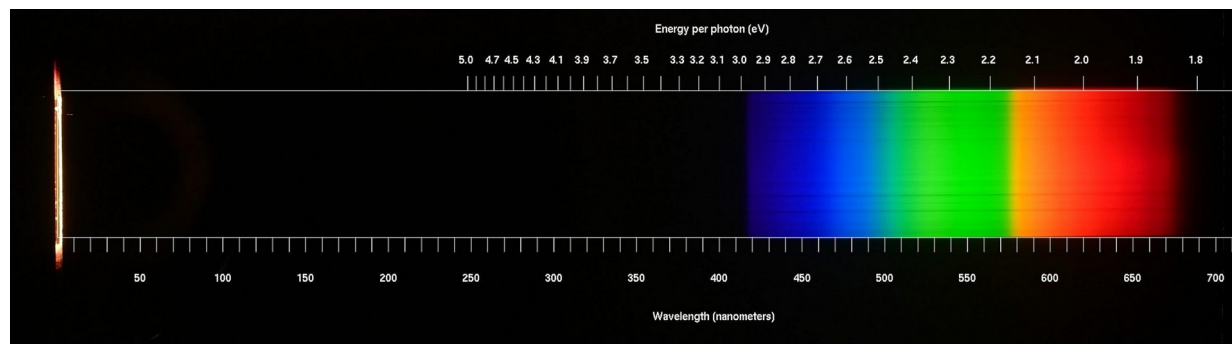 Energy per photon (eV)
5.0 4.7 4.5 4.3 4.1 3.9 3.7 3.5 3.3 3.2 3.1 3.0 2.9 2.8 2.7 2.6 2.5 2.4 2.3 2.2 2.1 2.0 1.9 1.8
50 100 150 200 250 300 350 400 450 500 550 600 650 700
Wavelength (nanometers)